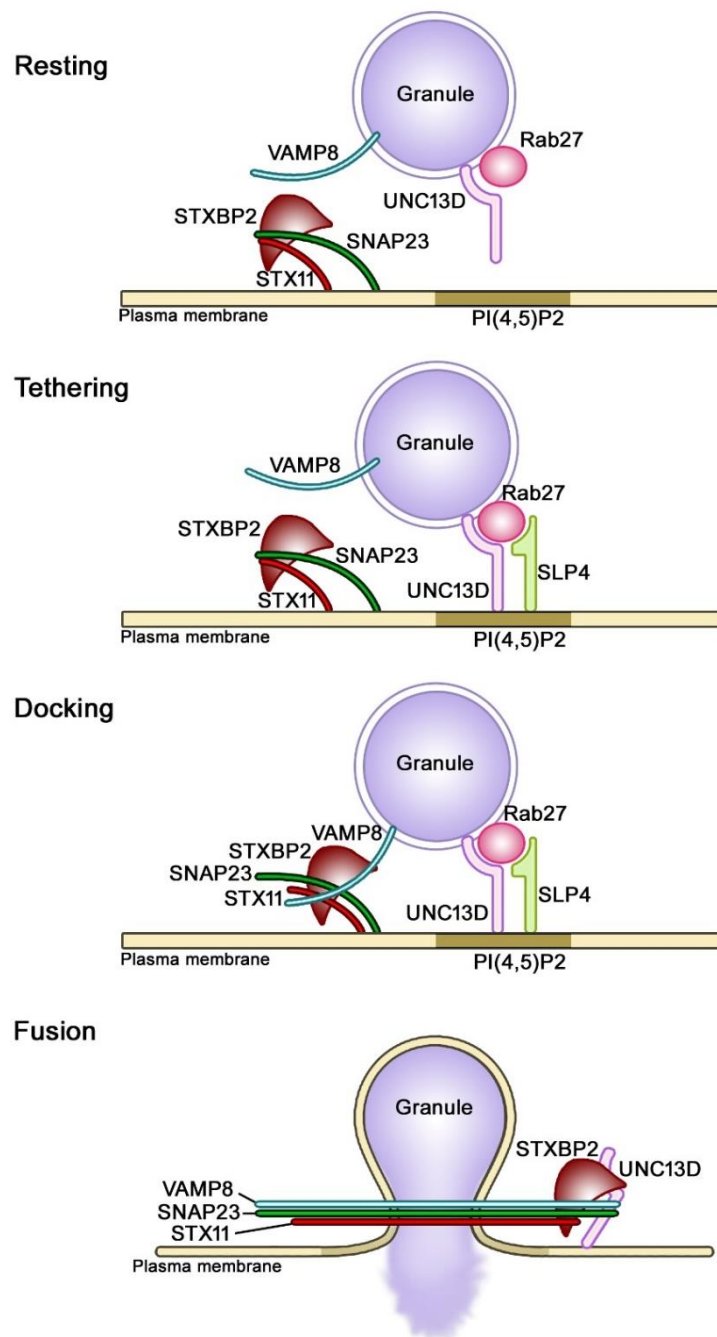 Resting
Granule
Rab27
VAMP8
UNC13D
STXBP2
SNAP23
STX11
Plasma membrane
PI(4,5)P2
Tethering
Granule
VAMP8
Rab27
STXBP2
SNAP23
SLP4
UNC13D
STX11
Plasma membrane
PI(4,5)P2
Docking
Granule
Rab27
VAMP8
STXBP2
SNAP23
SLP4
STX11
UNC13D
Plasma membrane
PI(4,5)P2
Fusion
Granule
STXBP2
UNC13D
VAMP8
SNAP23
STX11
Plasma membrane